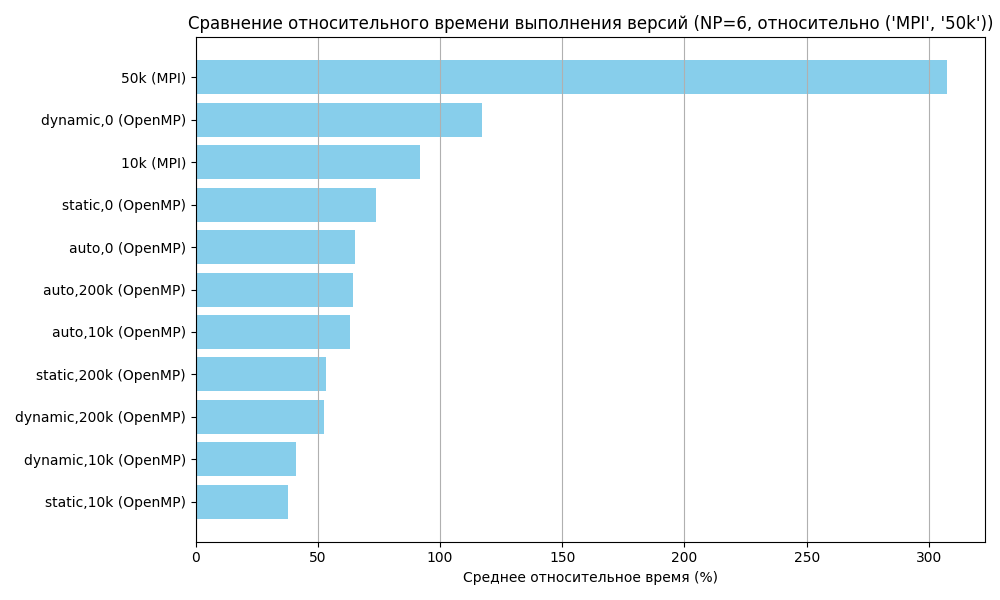 Сравнение относительного времени выполнения версий (NP=6, относительно ('MPI', '50k'))
50k (MPI)
dynamic,0 (OpenMP)
10k (MPI)
static,0 (OpenMP)
auto,0 (OpenMP)
auto,200k (OpenMP)
auto,10k (OpenMP)
static,200k (OpenMP)
dynamic,200k (OpenMP)
dynamic,10k (OpenMP)
static,10k (OpenMP)
0 50 100 150 200 250 300
Среднее относительное время (%)